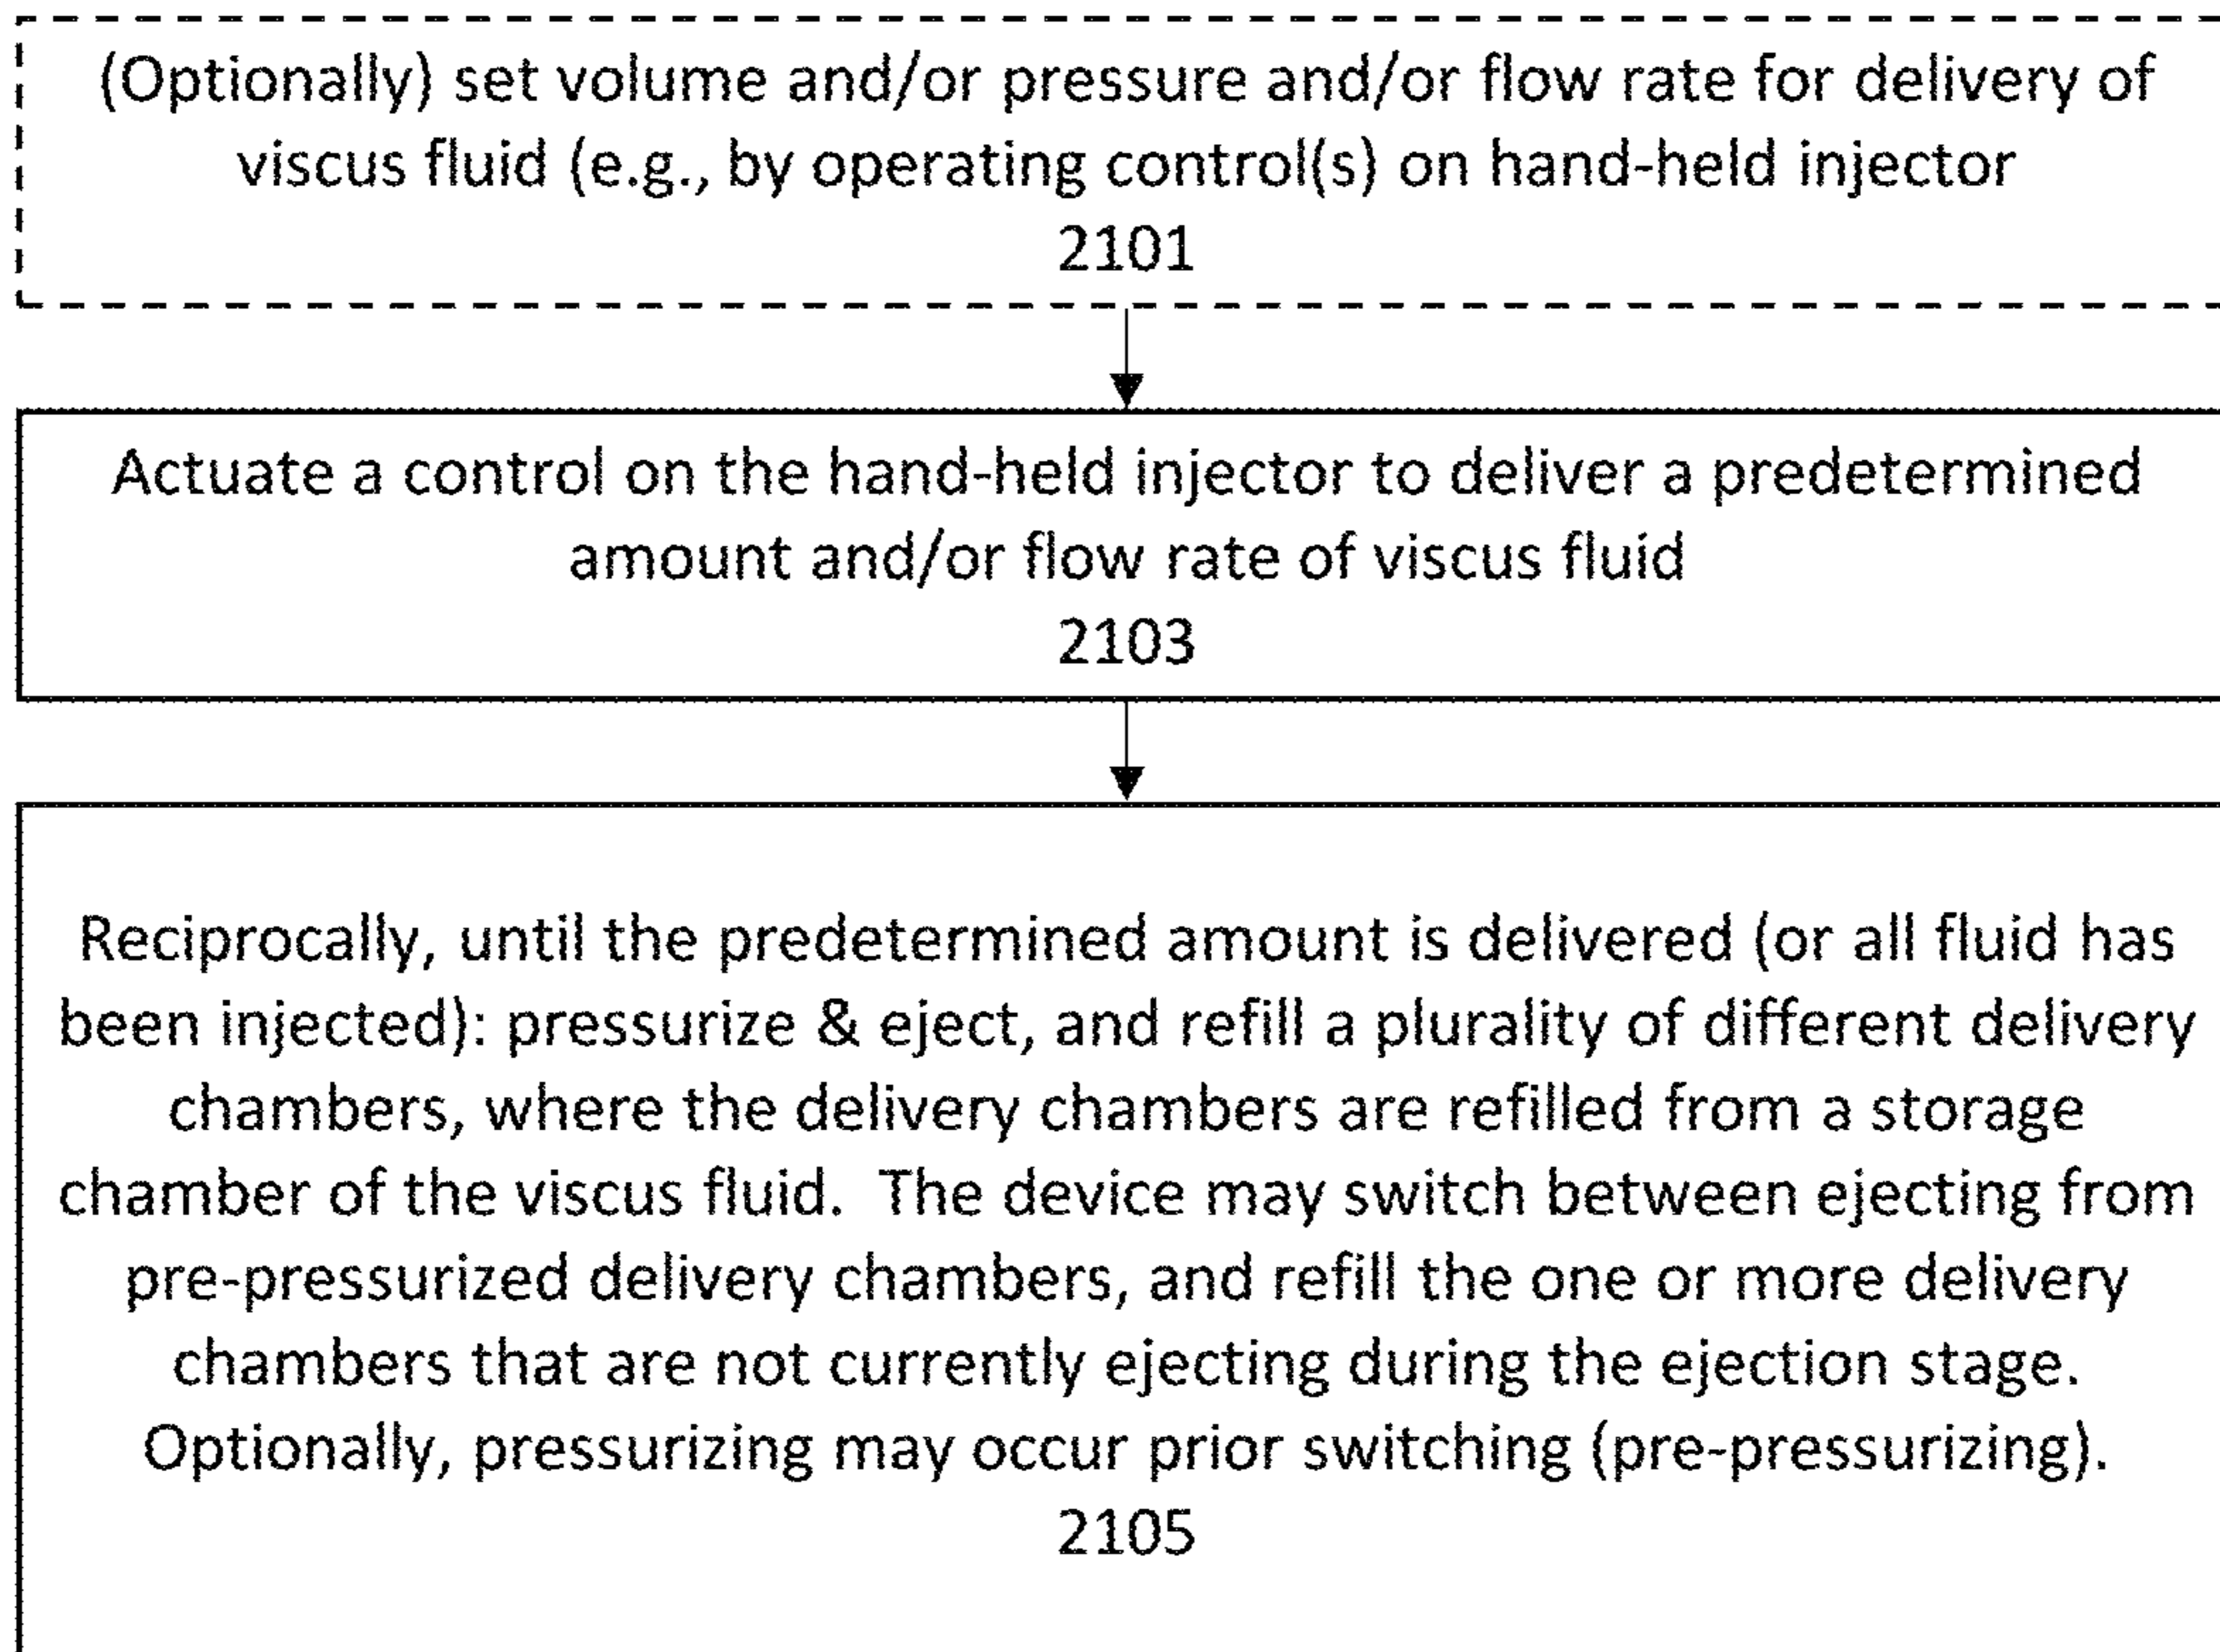 (Optionally) set volume and/or pressure and/or flow rate for delivery of
viscus fluid (e.g., by operating control(s) on hand-held injector
2101
Actuate a control on the hand-held injector to deliver a predetermined
amount and/or flow rate of viscus fluid
2103
Reciprocally, until the predetermined amount is delivered (or all fluid has
been injected): pressurize & eject, and refill a plurality of different delivery
chambers, where the delivery chambers are refilled from a storage
chamber of the viscus fluid.  The device may switch between ejecting from
pre-pressurized delivery chambers, and refill the one or more delivery
chambers that are not currently ejecting during the ejection stage.
Optionally, pressurizing may occur prior switching (pre-pressurizing).
2105